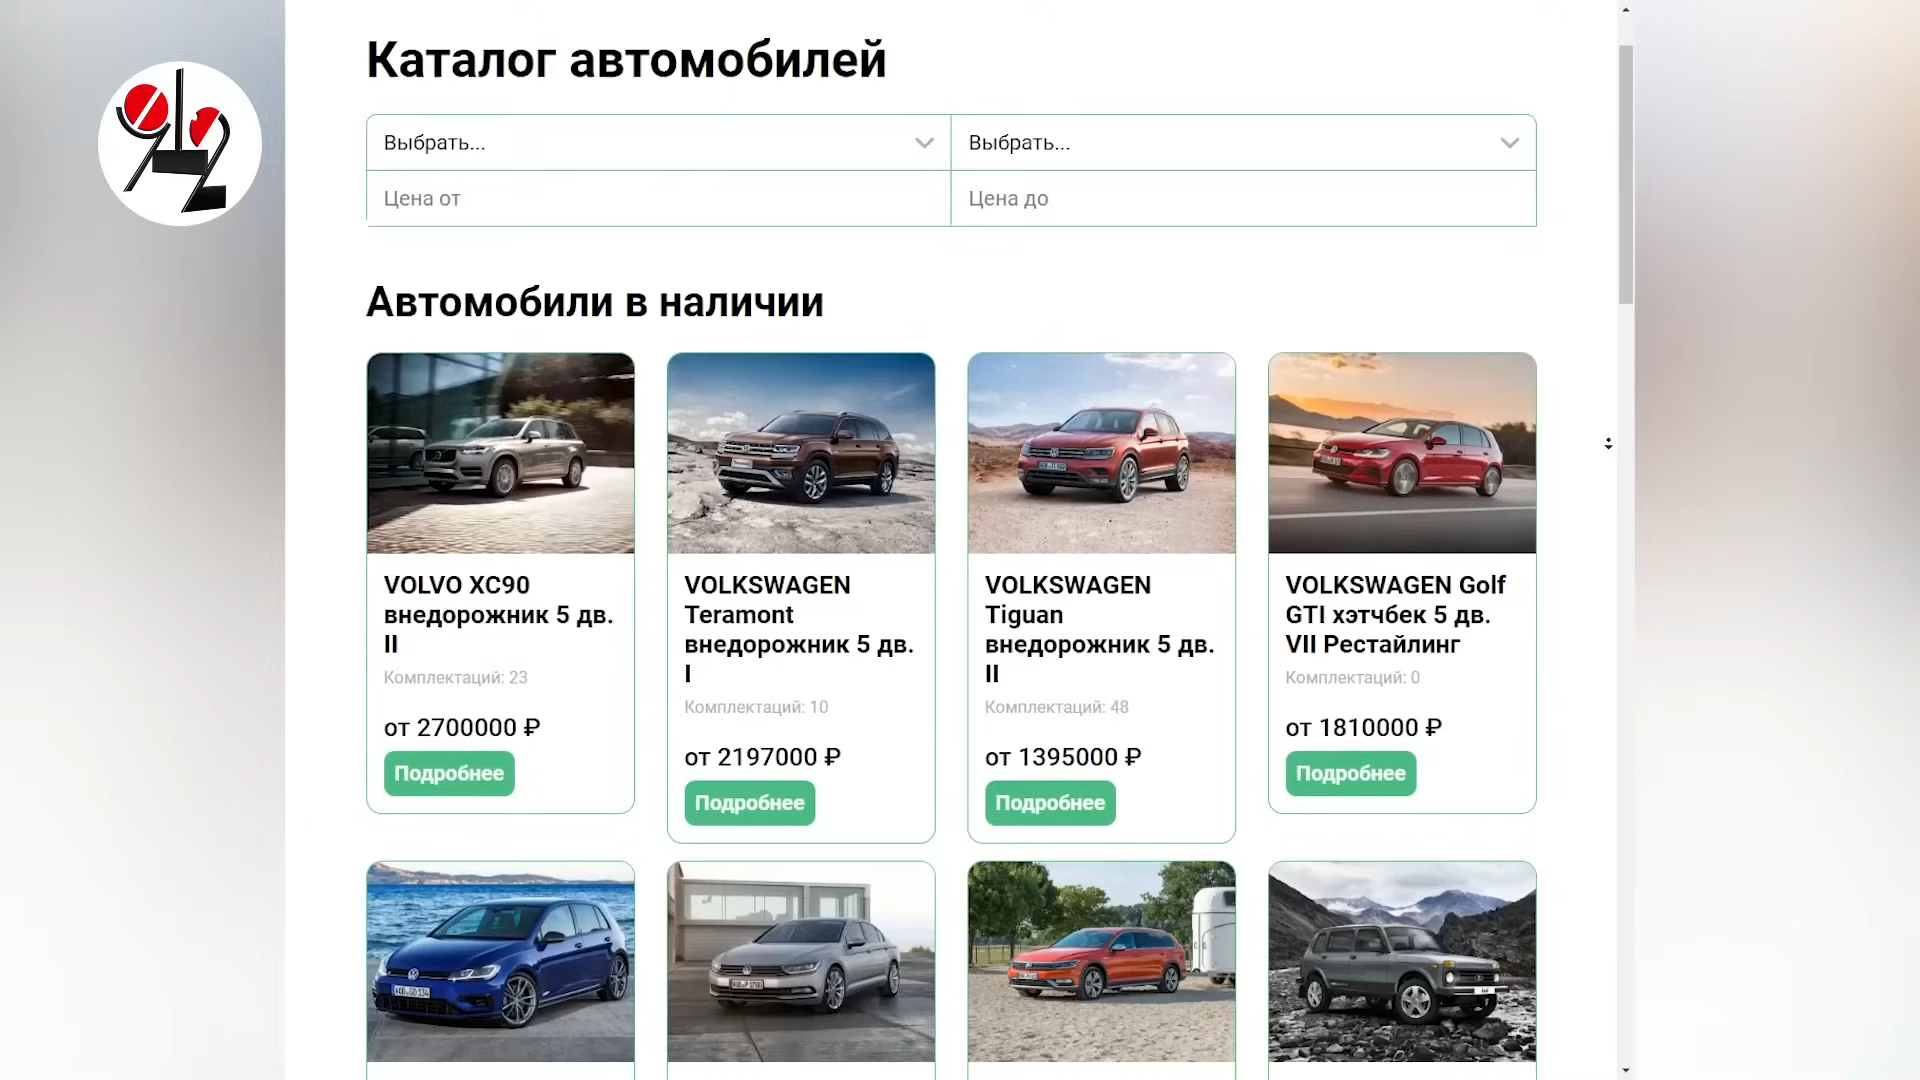 Каталог автомобилей
Выбрать...
Выбрать...
Цена от
Цена до
Автомобили в наличии
VOLVO XC90
внедорожник 5 дв.
II
Комплектаций: 23
от 2700000 ₽
Подробнее
VOLKSWAGEN
Teramont
внедорожник 5 дв.
I
Комплектаций: 10
от 2197000 ₽
Подробнее
VOLKSWAGEN
Tiguan
внедорожник 5 дв.
II
Комплектаций: 48
от 1395000 ₽
Подробнее
VOLKSWAGEN Golf
GTI хэтчбек 5 дв.
VII Рестайлинг
Комплектаций: 0
от 1810000 ₽
Подробнее